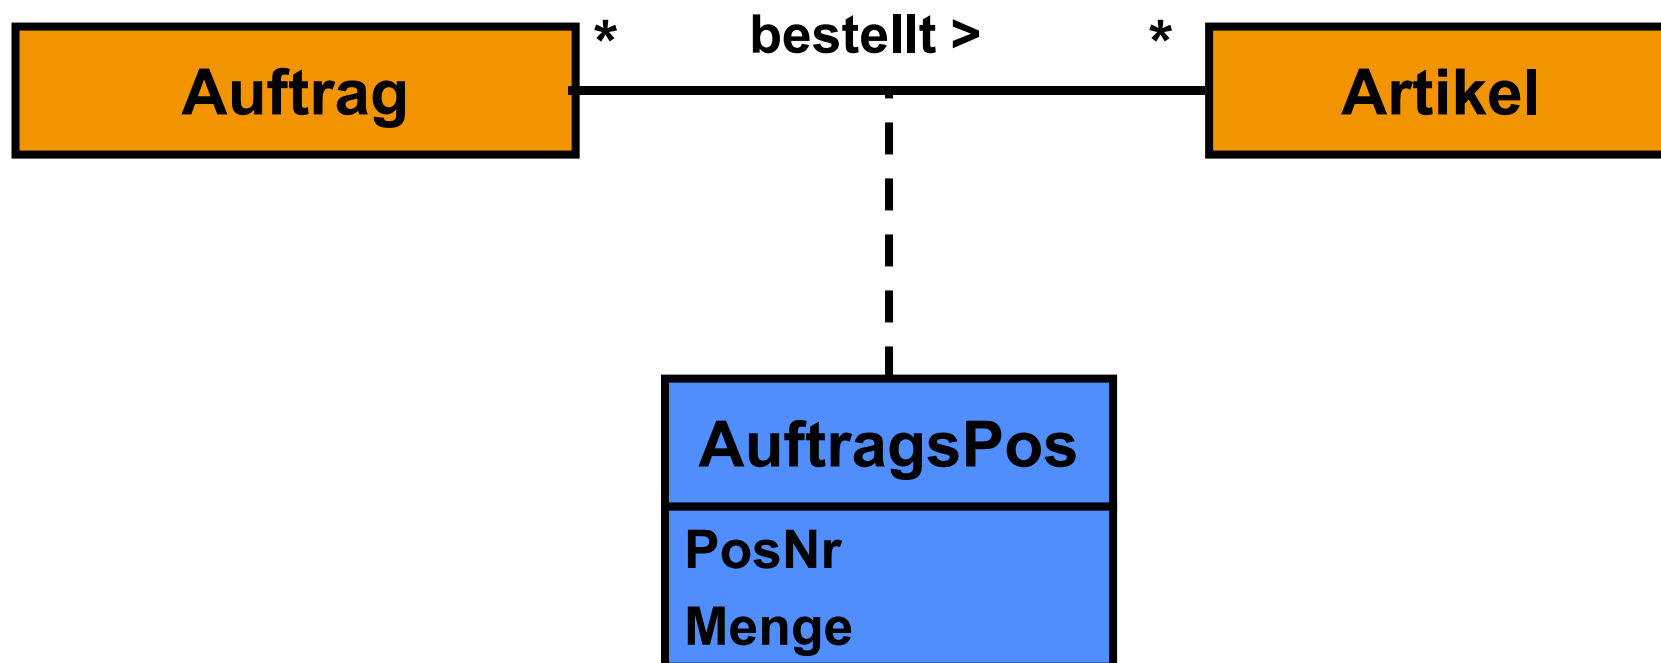 * bestellt > *
Auftrag Artikel
AuftragsPos
PosNr
Menge